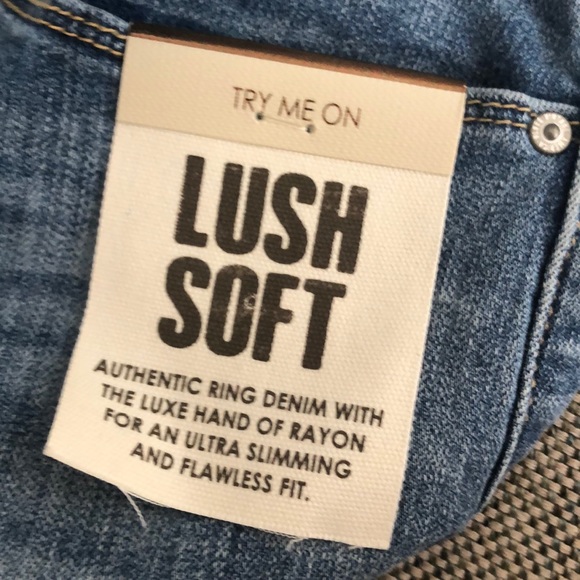 TRY ME ON
LUSH
SOFT
AUTHENTIC RING DENIM WITH
THE LUXE HAND OF RAYON
FOR AN ULTRA SLIMMING
AND FLAWLESS FIT.